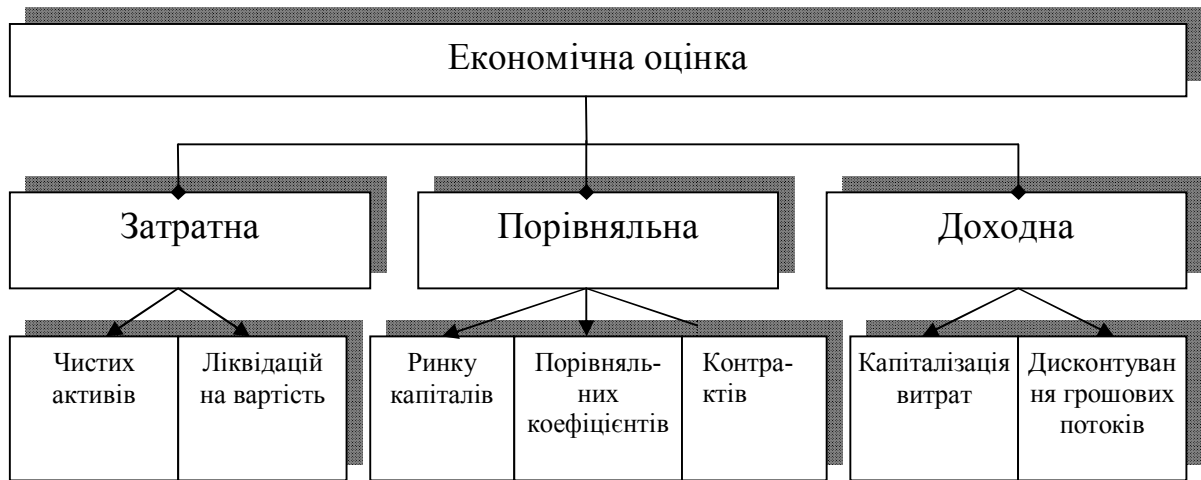 Економічна оцінка
Затратна
Порівняльна
Доходна
Чистих
активів
Ліквідацій
на вартість
Ринку
капіталів
Порівняль-
них
коефіцієнтів
Контра-
ктів
Капіталізація
витрат
Дисконтуван
ня грошових
потоків